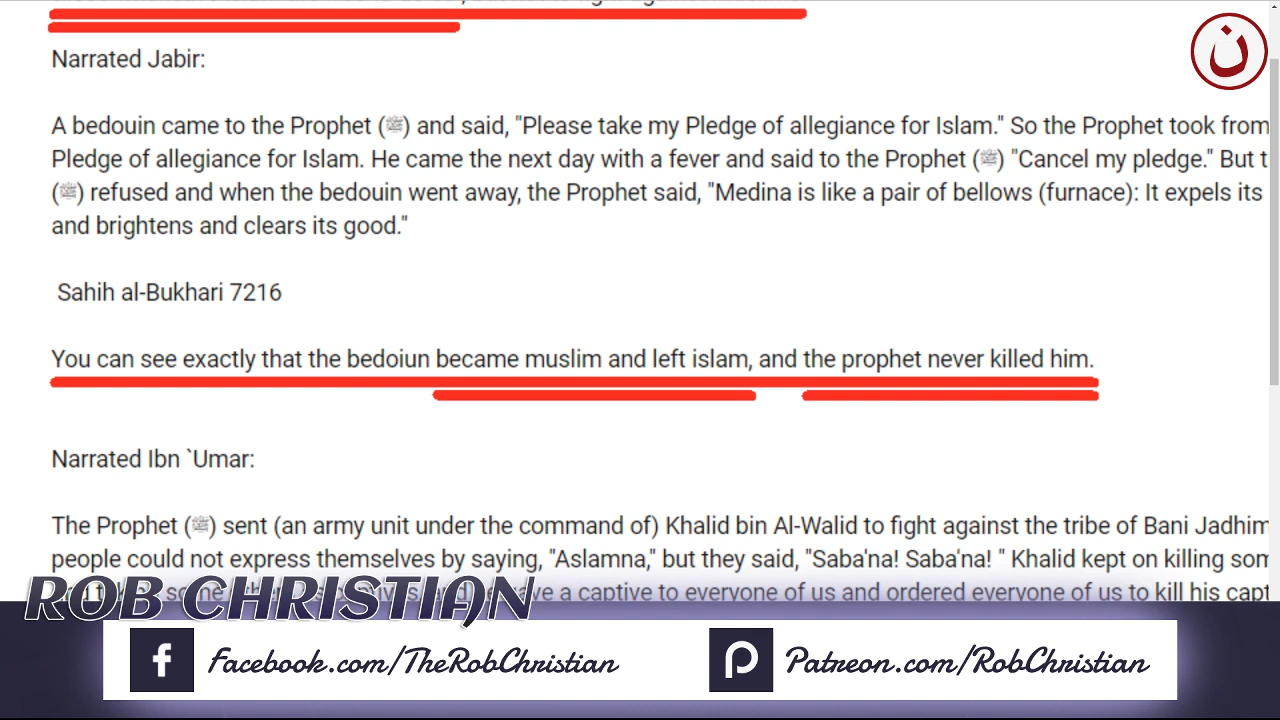 ن
Narrated Jabir:
A bedouin came to the Prophet (ﷺ) and said, "Please take my Pledge of allegiance for Islam." So the Prophet took from
Pledge of allegiance for Islam. He came the next day with a fever and said to the Prophet (ﷺ) "Cancel my pledge." But t
(ﷺ) refused and when the bedouin went away, the Prophet said, "Medina is like a pair of bellows (furnace): It expels its
and brightens and clears its good."
Sahih al-Bukhari 7216
You can see exactly that the bedoiun became muslim and left islam, and the prophet never killed him.
Narrated Ibn `Umar:
The Prophet (ﷺ) sent (an army unit under the command of) Khalid bin Al-Walid to fight against the tribe of Bani Jadhim
people could not express themselves by saying, "Aslamna," but they said, "Saba'na! Saba'na! " Khalid kept on killing som
a captive to everyone of us and ordered everyone of us to kill his capt
ROB CHRISTIAN
Facebook.com/TheRobChristian
Patreon.com/RobChristian